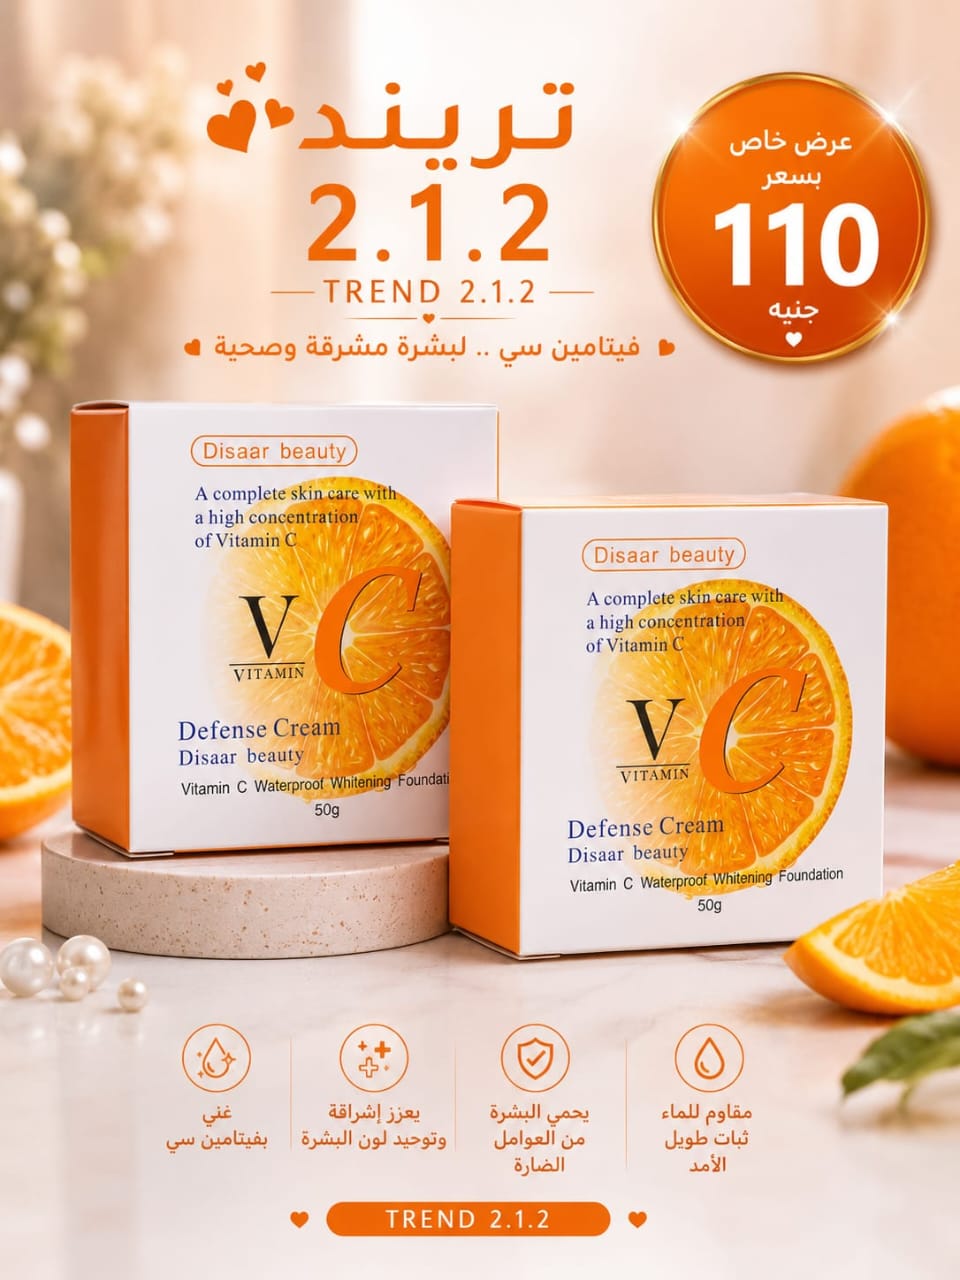 تريند
2.1.2
TREND 2.1.2
فيتامين سي .. لبشرة مشرقة وصحية
عرض خاص
بسعر
110
جنيه
Disaar beauty
A complete skin care with
a high concentration
of Vitamin C
V C
VITAMIN
Defense Cream
Disaar beauty
Vitamin C Waterproof Whitening Foundati
50g
Disaar beauty
A complete skin care with
a high concentration
of Vitamin C
V C
VITAMIN
Defense Cream
Disaar beauty
Vitamin C Waterproof Whitening Foundation
50g
مقاوم للماء
ثبات طويل
الأمد
يحمي البشرة
من العوامل
الضارة
يعزز إشراقة
وتوحيد لون البشرة
غني
بفيتامين سي
TREND 2.1.2